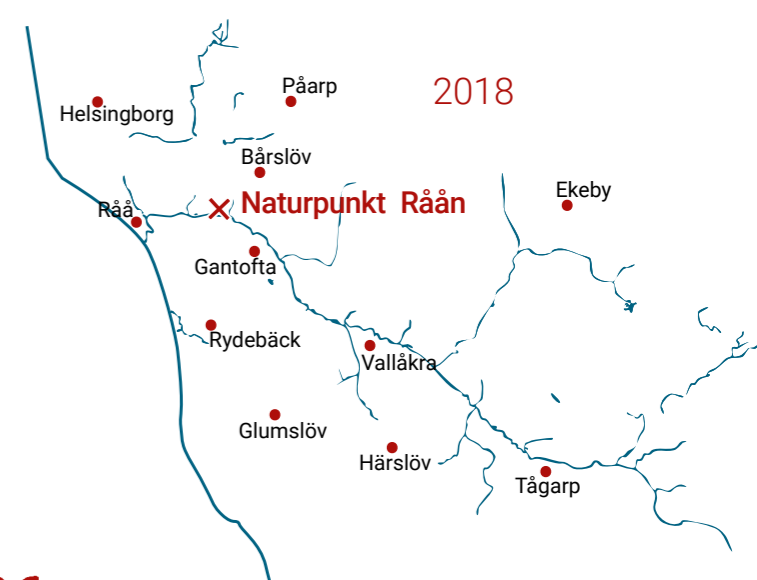 Påarp
2018
Helsingborg
Bårslöv
Ekeby
Naturpunkt Råån
Råå
Gantofta
Rydebäck
Vallåkra
Glumslöv
Härslöv
Tågarp